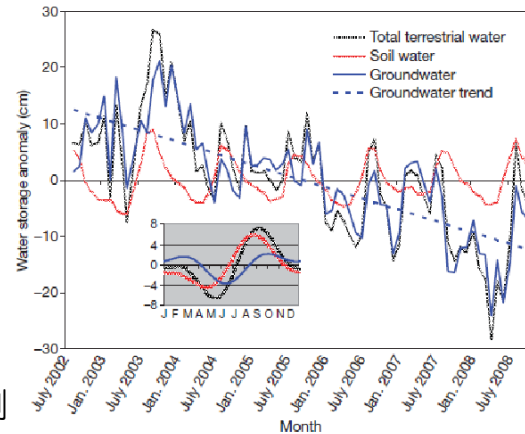 Total terrestrial water
Soil water
Groundwater
Groundwater trend
Water storage anomaly (cm)
30
20
10
0
−10
−20
−30
8
4
0
−4
−8
J F M A M J J A S O N D
July 2002
Jan. 2003
July 2003
Jan. 2004
July 2004
Jan. 2005
July 2005
Jan. 2006
July 2006
Jan. 2007
July 2007
Jan. 2008
July 2008
Month